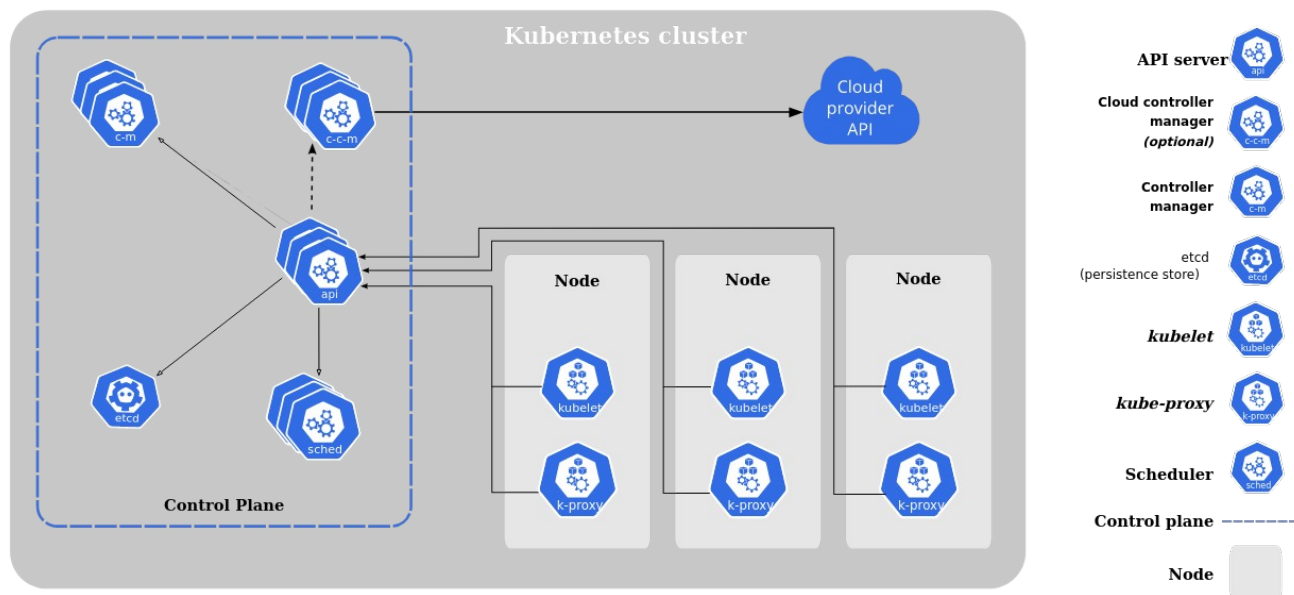 Kubernetes cluster
c-m
c-c-m
Cloud
provider
API
api
etcd
sched
Control Plane
Node
kubelet
k-proxy
Node
kubelet
k-proxy
Node
kubelet
k-proxy
API server
api
Cloud controller
manager
(optional)
c-c-m
Controller
manager
c-m
etcd
(persistence store)
etcd
kubelet
kubelet
kube-proxy
k-proxy
Scheduler
sched
Control plane
Node